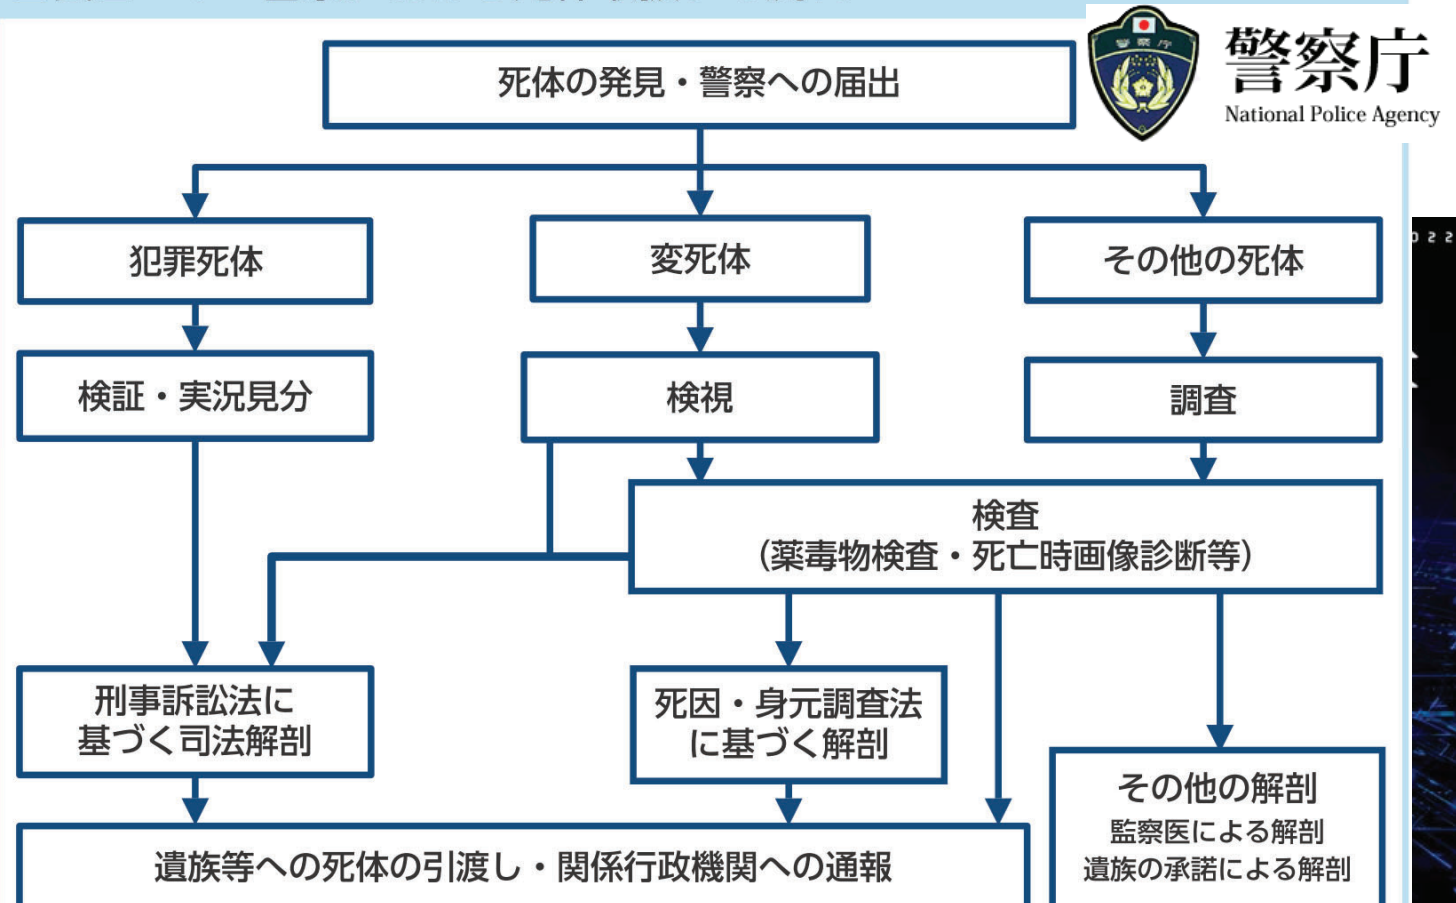 警察庁
National Police Agency
警察庁
死体の発見・警察への届出
犯罪死体
変死体
その他の死体
検証・実況見分
検視
調査
検査
（薬毒物検査・死亡時画像診断等）
刑事訴訟法に
基づく司法解剖
死因・身元調査法
に基づく解剖
その他の解剖
監察医による解剖
遺族の承諾による解剖
遺族等への死体の引渡し・関係行政機関への通報